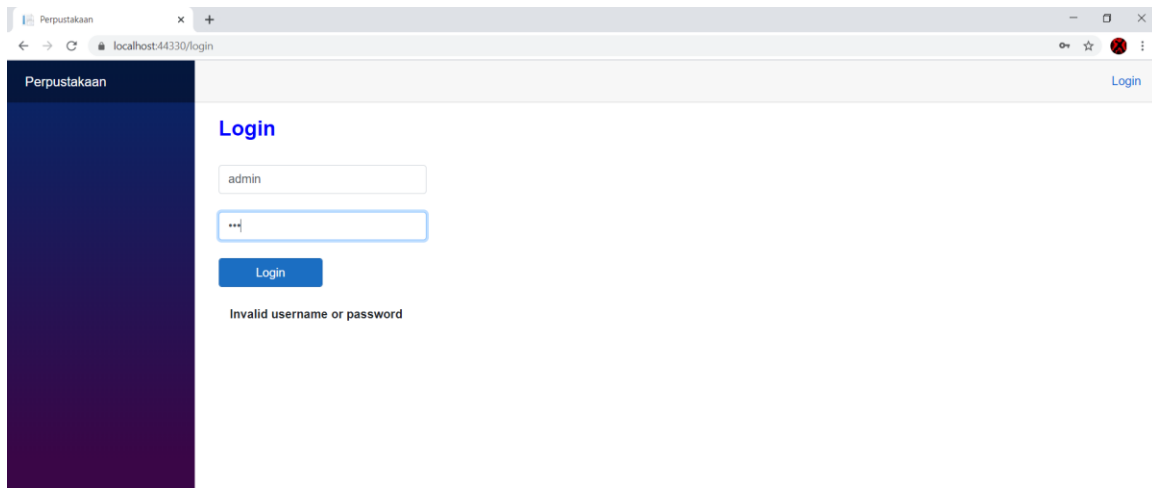 Perpustakaan
localhost:44330/login
Perpustakaan
Login
Login
admin
•••
Login
Invalid username or password